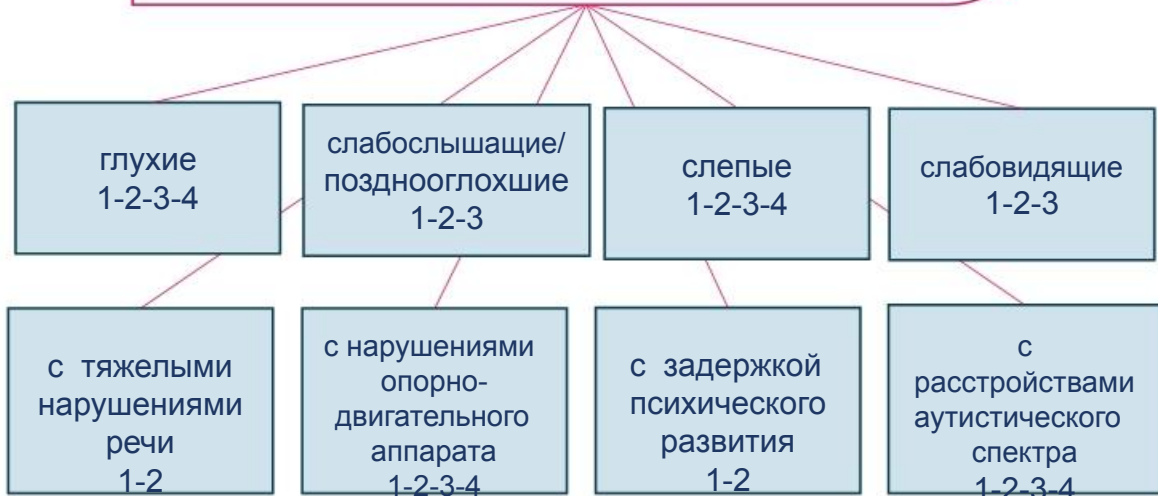 глухие
1-2-3-4
слабослышащие/
позднооглохшие
1-2-3
слепые
1-2-3-4
слабовидящие
1-2-3
с тяжелыми
нарушениями
речи
1-2
с нарушениями
опорно-
двигательного
аппарата
1-2-3-4
с задержкой
психического
развития
1-2
с
расстройствами
аутистического
спектра
1-2-3-4